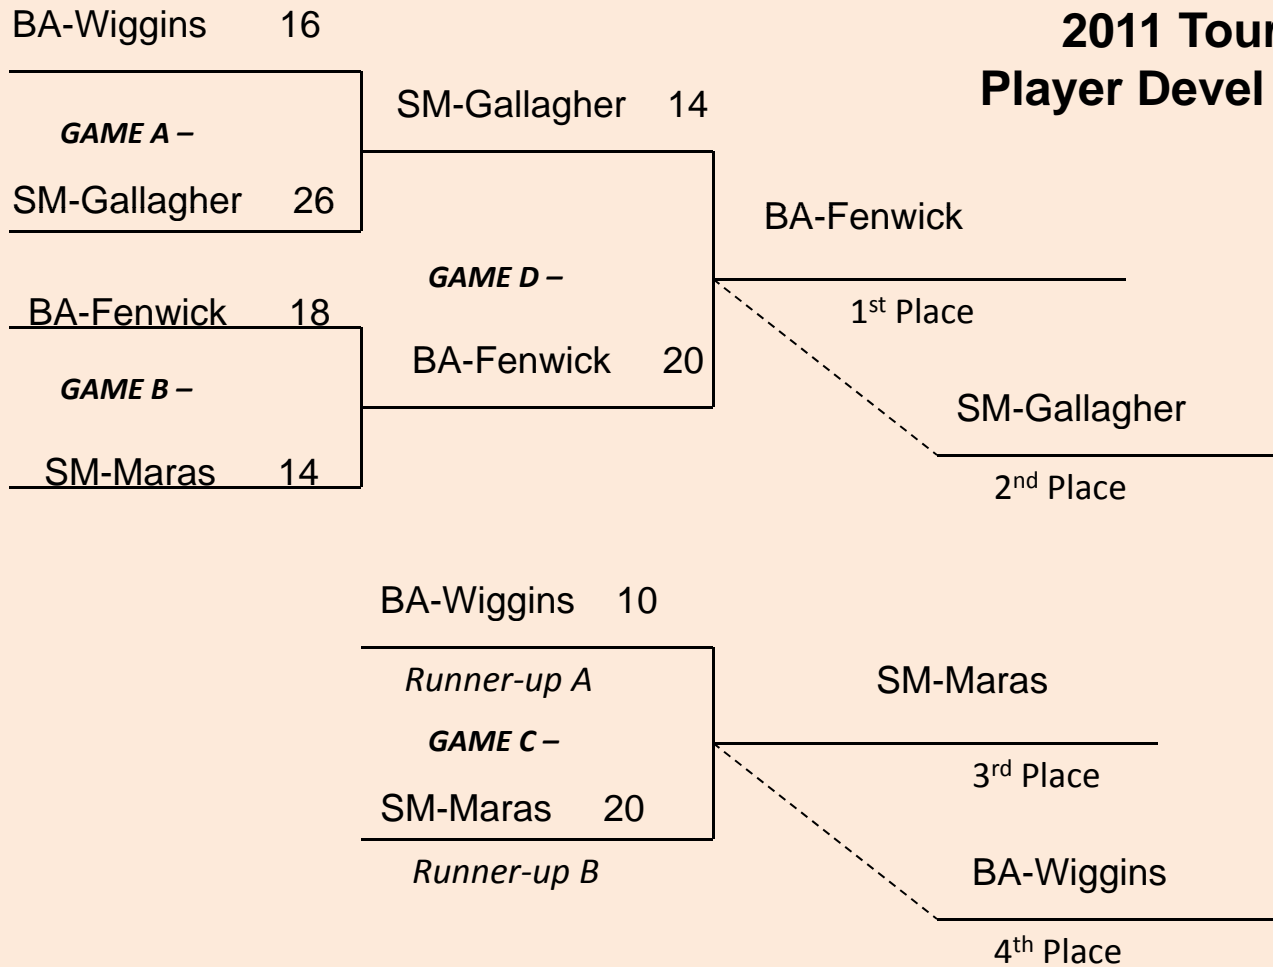 BA-Wiggins 16
2011 Tour
Player Devel
SM-Gallagher 14
GAME A –
SM-Gallagher 26
BA-Fenwick
GAME D –
BA-Fenwick 18
1st Place
BA-Fenwick 20
GAME B –
SM-Gallagher
SM-Maras 14
2nd Place
BA-Wiggins 10
Runner-up A
SM-Maras
GAME C –
3rd Place
SM-Maras 20
Runner-up B
BA-Wiggins
4th Place